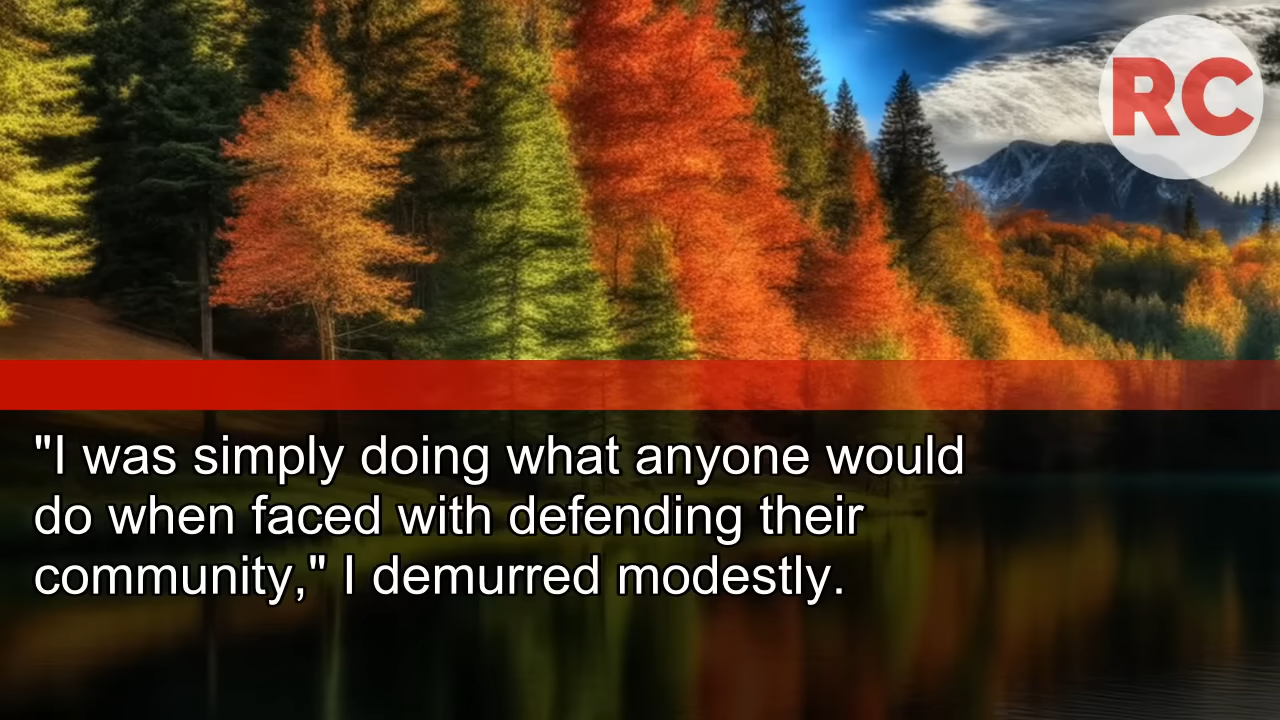 RC
"I was simply doing what anyone would
do when faced with defending their
community," I demurred modestly.